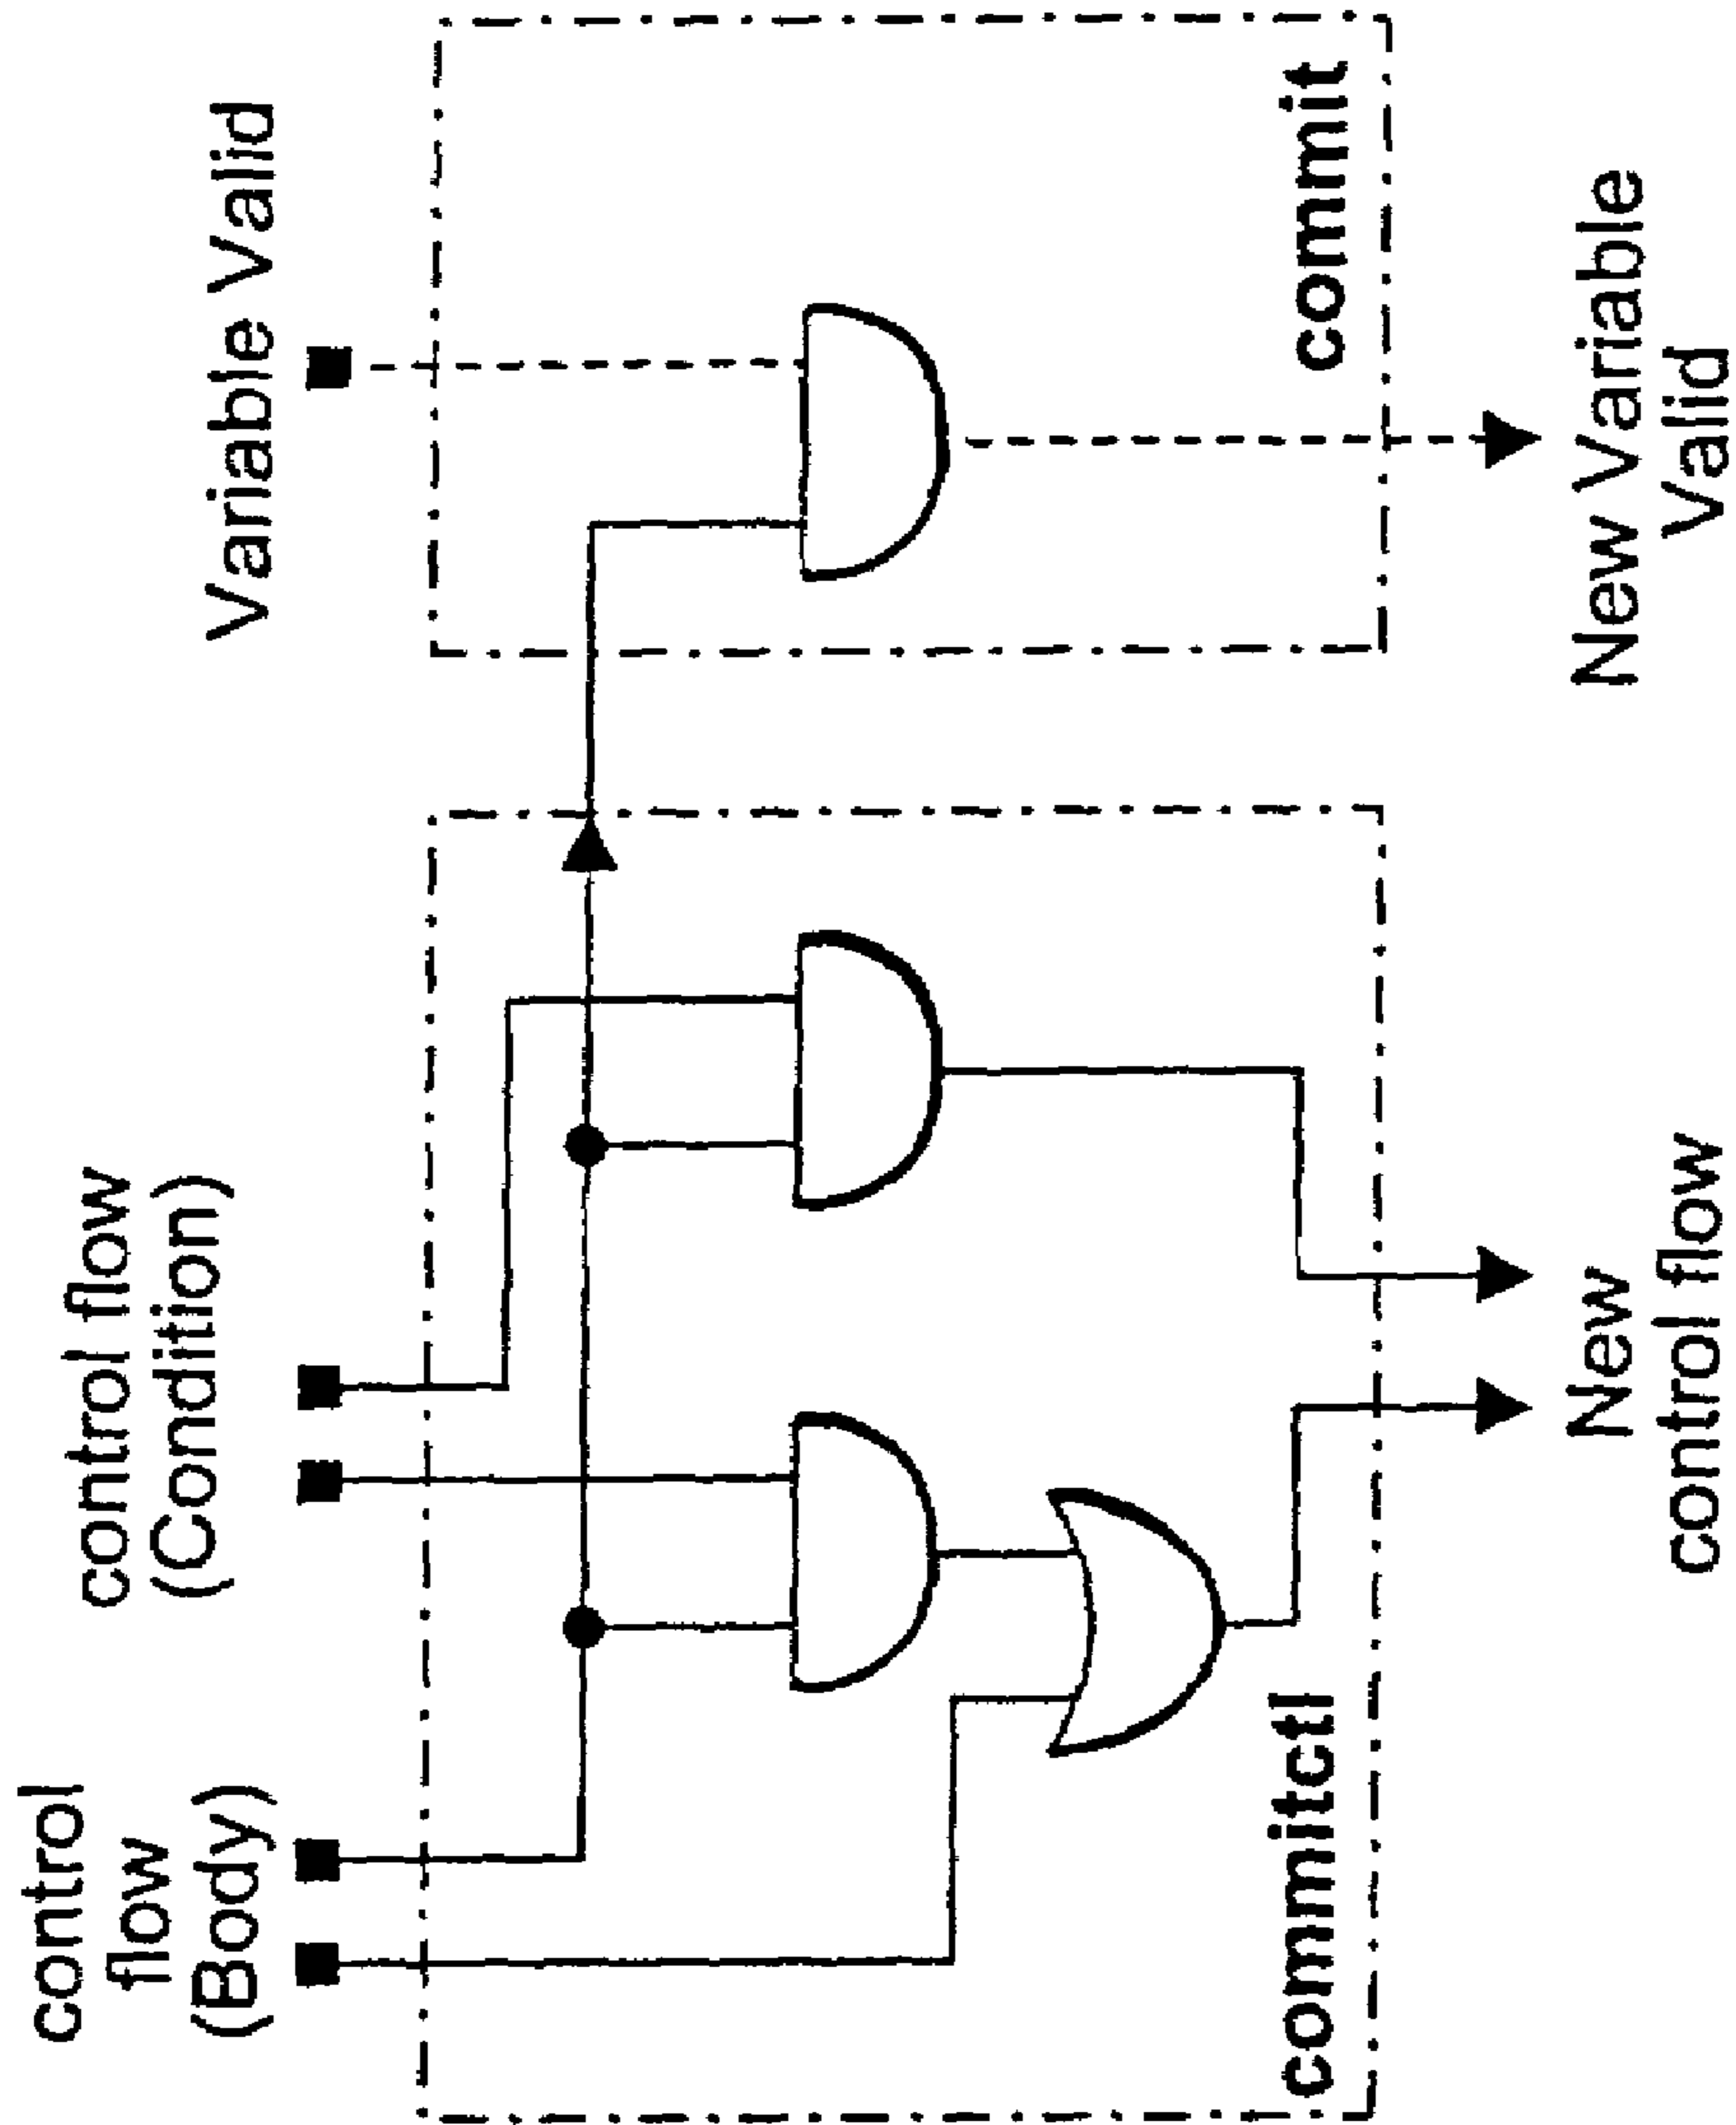 control
flow
(Body)
control flow
(Condition)
Variable Valid
commitctl
commit
New
control flow
New Variable
Valid